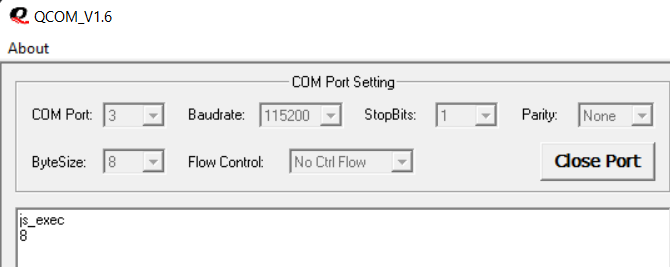 QCOM_V1.6
About
COM Port Setting
COM Port: 3 Baudrate: 115200 StopBits: 1 Parity: None
ByteSize: 8 Flow Control: No Ctrl Flow Close Port
js_exec
8